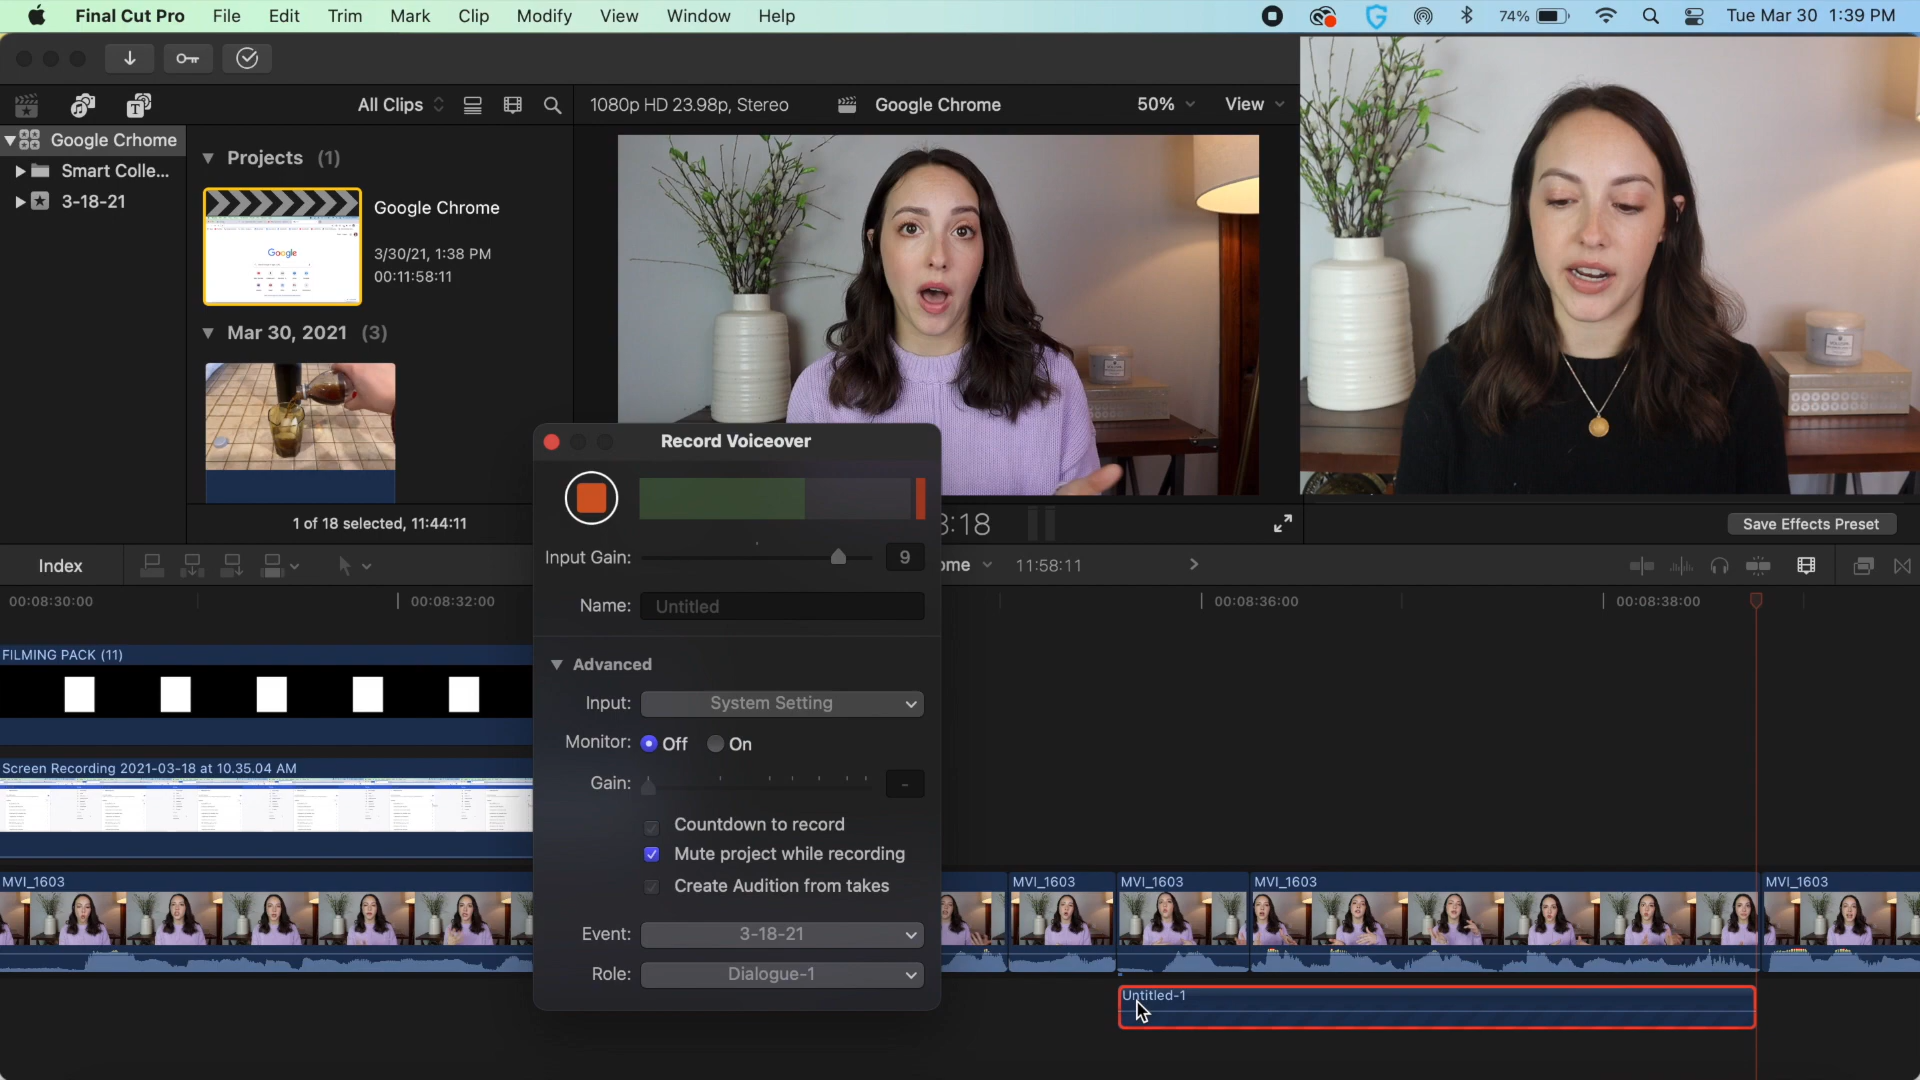 Final Cut Pro File Edit Trim Mark Clip Modify View Window Help 74% Tue Mar 30 1:39 PM
All Clips 1080p HD 23.98p, Stereo Google Chrome 50% View
Google Crhome
Smart Colle...
3-18-21
Projects (1)
Google
Google Chrome
3/30/21, 1:38 PM
00:11:58:11
Mar 30, 2021 (3)
1 of 18 selected, 11:44:11
3:18
Save Effects Preset
Index
ome 11:58:11
00:08:30:00 00:08:32:00 00:08:36:00 00:08:38:00
Record Voiceover
Input Gain: 9
Name: Untitled
Advanced
Input: System Setting
Monitor: Off On
Gain: -
Countdown to record
Mute project while recording
Create Audition from takes
Event: 3-18-21
Role: Dialogue-1
FILMING PACK (11)
Screen Recording 2021-03-18 at 10.35.04 AM
MVI_1603 MVI_1603 MVI_1603 MVI_1603 MVI_1603
Untitled-1